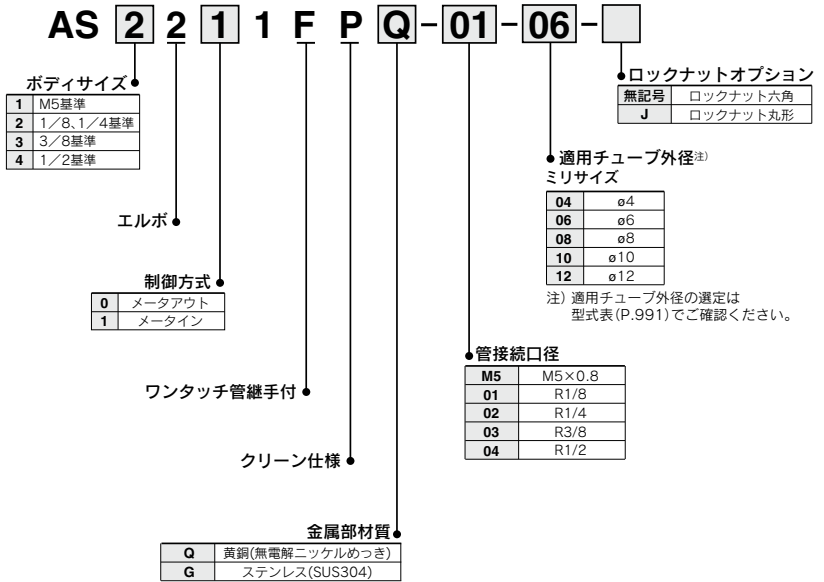 AS 2 2 1 1 F P Q-01-06-
ボディサイズ
1 M5基準
2 1/8、1/4基準
3 3/8基準
4 1/2基準
エルボ
制御方式
0 メータアウト
1 メータイン
ワンタッチ管継手付
クリーン仕様
金属部材質
Q 黄銅(無電解ニッケルめっき)
G ステンレス(SUS304)
ロックナットオプション
無記号 ロックナット六角
J ロックナット丸形
適用チューブ外径注)
ミリサイズ
04 ø4
06 ø6
08 ø8
10 ø10
12 ø12
注) 適用チューブ外径の選定は
型式表(P.991)でご確認ください。
管接続口径
M5 M5×0.8
01 R1/8
02 R1/4
03 R3/8
04 R1/2